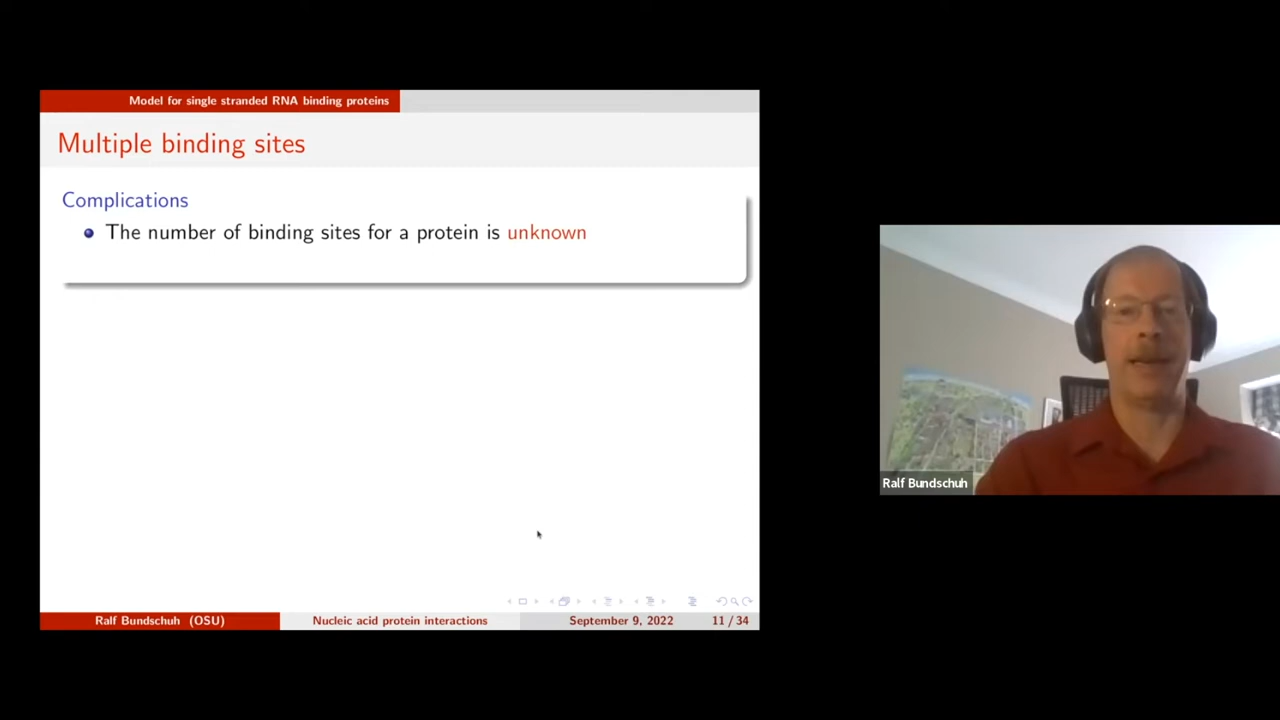 Model for single stranded RNA binding proteins
Multiple binding sites
Complications
The number of binding sites for a protein is unknown
Ralf Bundschuh
Ralf Bundschuh (OSU)
Nucleic acid protein interactions
September 9, 2022
11 / 34